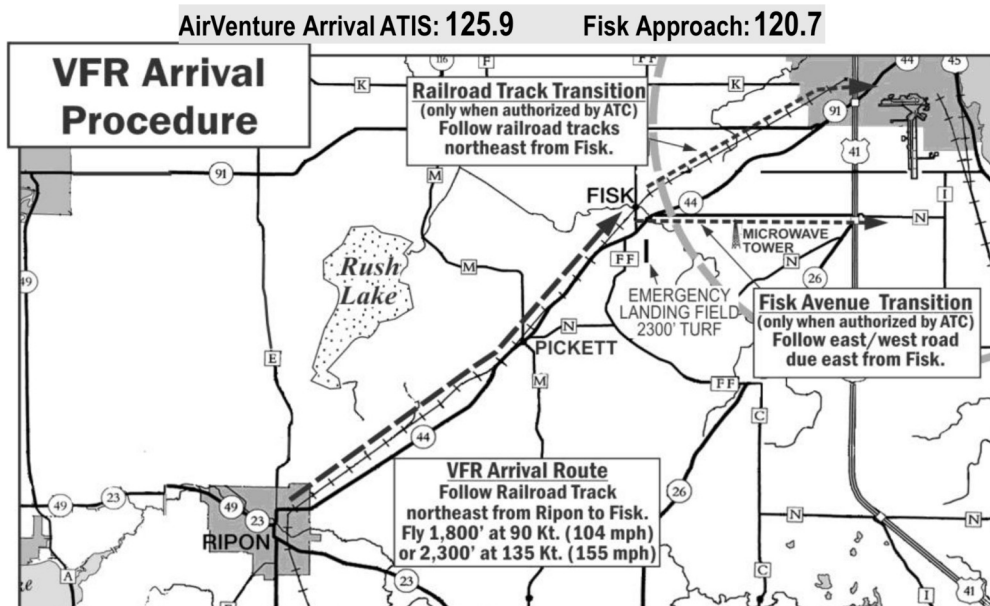 AirVenture Arrival ATIS: 125.9 Fisk Approach: 120.7
VFR Arrival
Procedure
116
F
FF
44
45
K
K
Railroad Track Transition
(only when authorized by ATC)
Follow railroad tracks
northeast from Fisk.
91
41
91
M
FISK
44
I
N
MICROWAVE
TOWER
N
FF
26
Rush
Lake
M
49
EMERGENCY
LANDING FIELD
2300' TURF
Fisk Avenue Transition
(only when authorized by ATC)
Follow east/west road
due east from Fisk.
N
PICKETT
E
M
FF
C
44
VFR Arrival Route
Follow Railroad Track
northeast from Ripon to Fisk.
Fly 1,800' at 90 Kt. (104 mph)
or 2,300' at 135 Kt. (155 mph)
26
49
23
49
23
RIPON
N
N
A
23
C
I
41